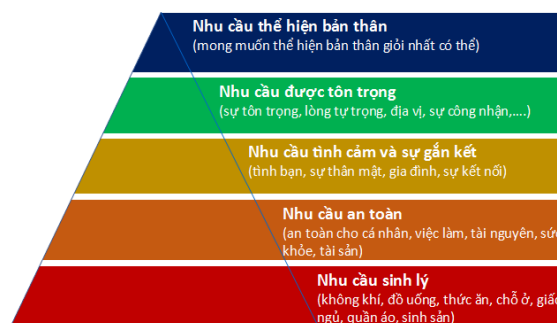 Nhu cầu thể hiện bản thân
(mong muốn thể hiện bản thân giỏi nhất có thể)
Nhu cầu được tôn trọng
(sự tôn trọng, lòng tự trọng, địa vị, sự công nhận,....)
Nhu cầu tình cảm và sự gắn kết
(tình bạn, sự thân mật, gia đình, sự kết nối)
Nhu cầu an toàn
(an toàn cho cá nhân, việc làm, tài nguyên, sức
khỏe, tài sản)
Nhu cầu sinh lý
(không khí, đồ uống, thức ăn, chỗ ở, giấc
ngủ, quần áo, sinh sản)